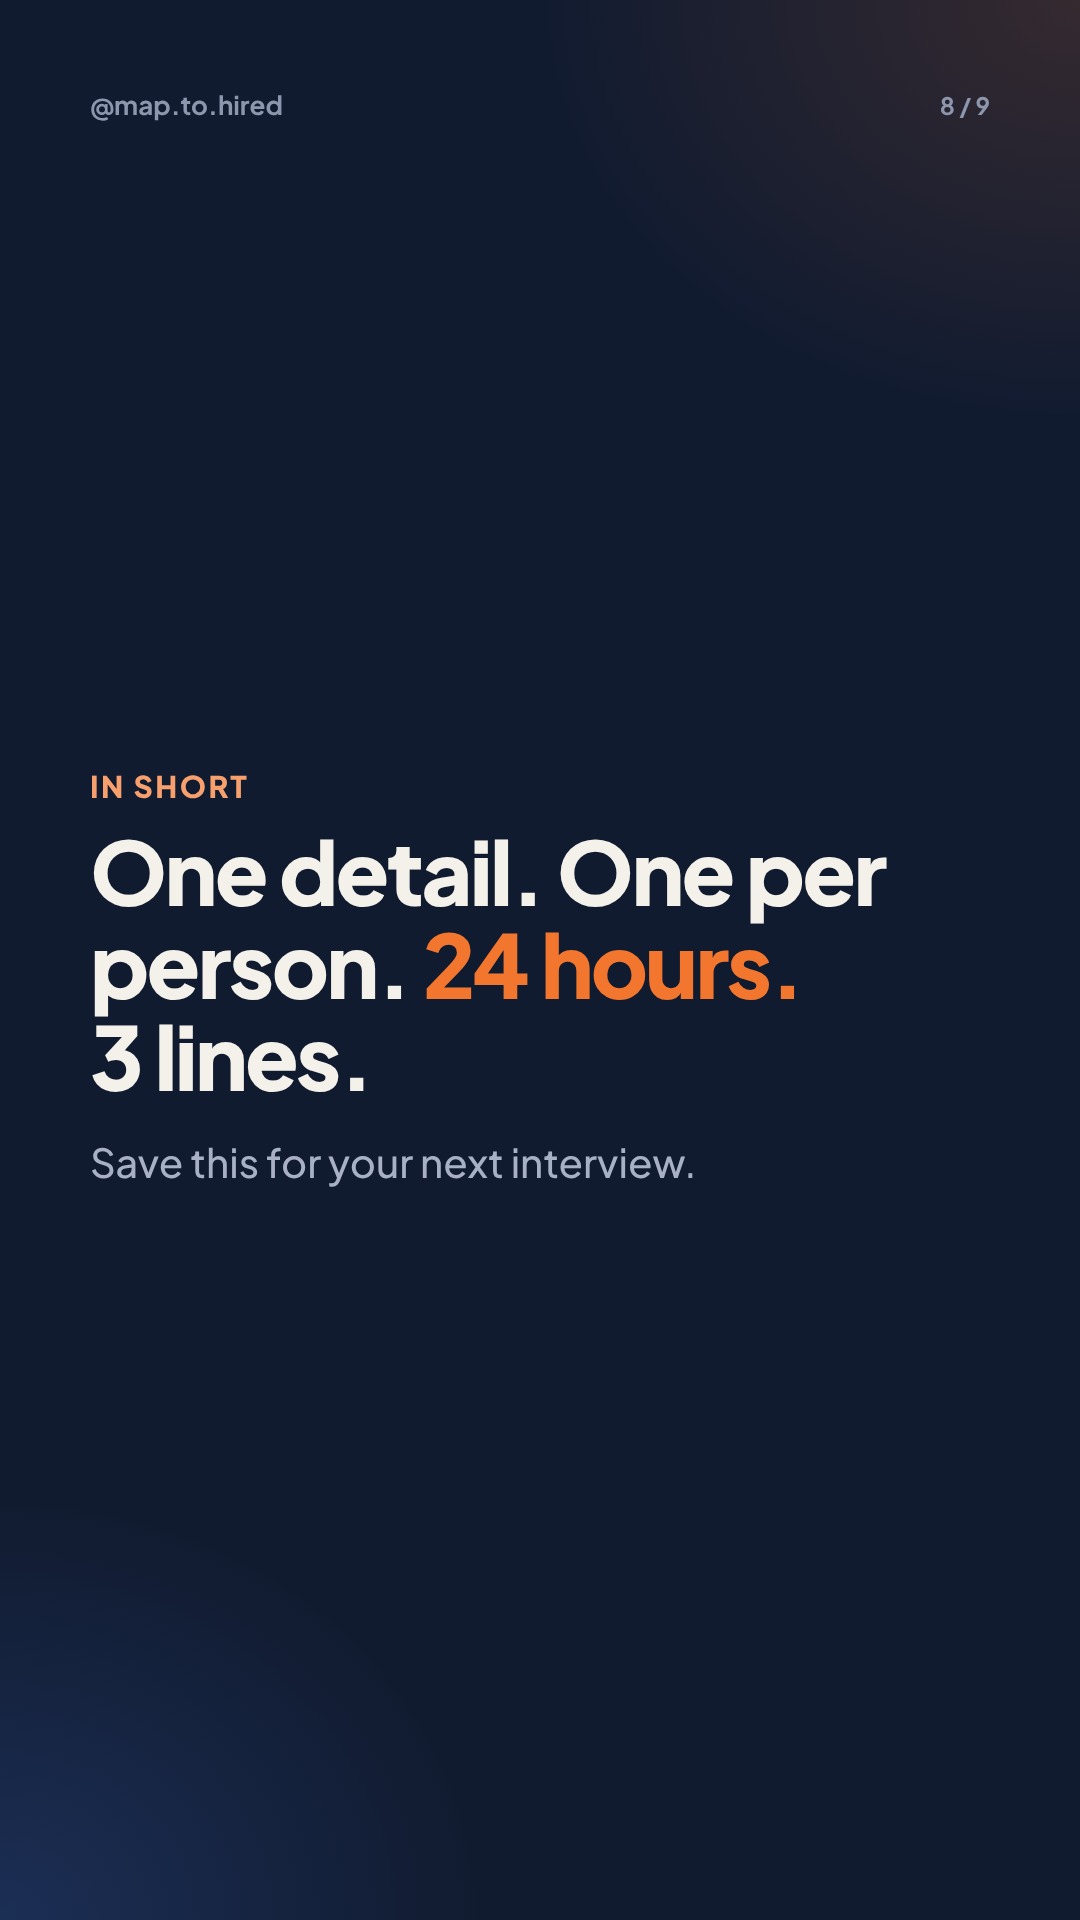 @map.to.hired
8 / 9
IN SHORT
One detail. One per
person. 24 hours.
3 lines.
Save this for your next interview.